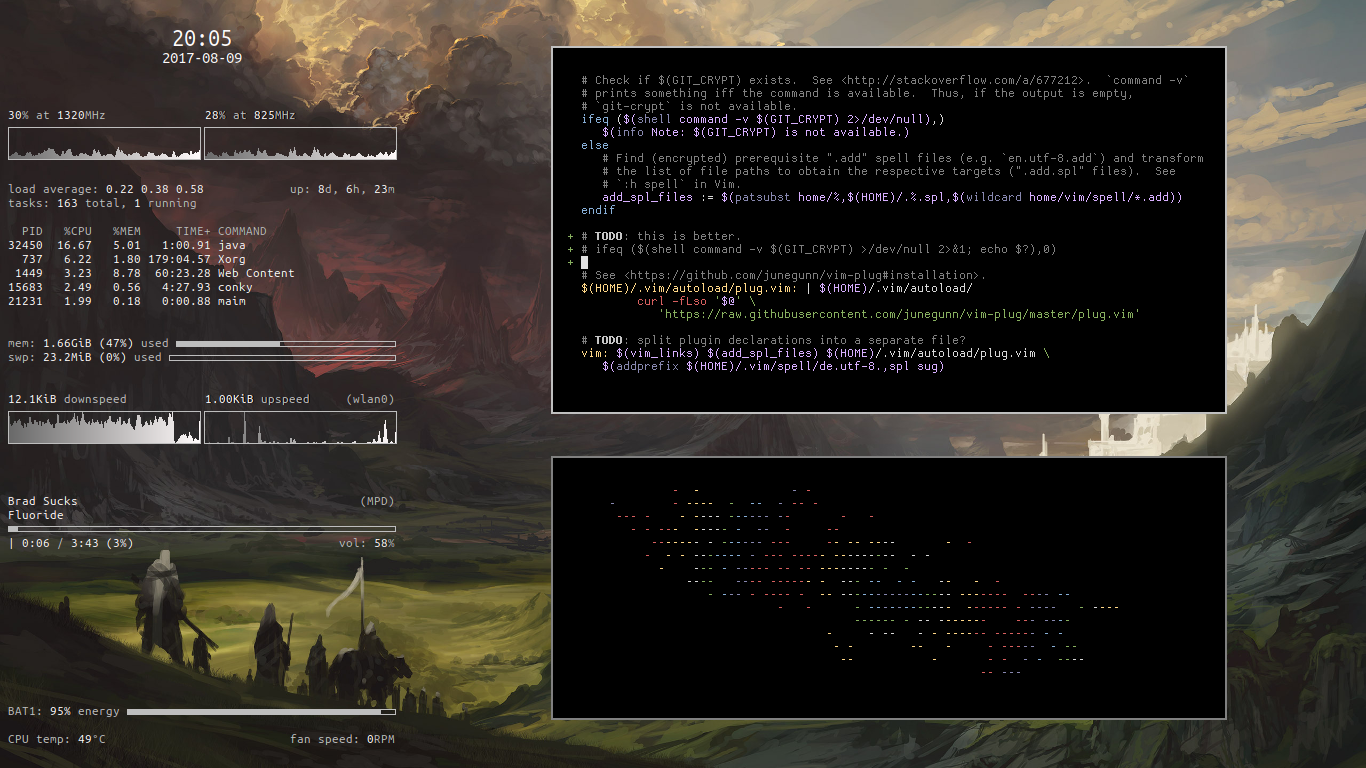 20:05
2017-08-09
30% at 1320MHz 28% at 825MHz
load average: 0.22 0.38 0.58 up: 8d, 6h, 23m
tasks: 163 total, 1 running
PID %CPU %MEM TIME+ COMMAND
32450 16.67 5.01 1:00.91 java
737 6.22 1.80 179:04.57 Xorg
1449 3.23 8.78 60:23.28 Web Content
15683 2.49 0.56 4:27.93 conky
21231 1.99 0.18 0:00.88 maim
mem: 1.66GiB (47%) used
swp: 23.2MiB (0%) used
12.1KiB downspeed 1.00KiB upspeed (wlan0)
Brad Sucks (MPD)
Fluoride
| 0:06 / 3:43 (3%) vol: 58%
BAT1: 95% energy
CPU temp: 49°C fan speed: 0RPM
# Check if $(GIT_CRYPT) exists.  See <http://stackoverflow.com/a/677212>.  `command -v`
# prints something iff the command is available.  Thus, if the output is empty,
# `git-crypt` is not available.
ifeq ($(shell command -v $(GIT_CRYPT) 2>/dev/null),)
$(info Note: $(GIT_CRYPT) is not available.)
else
# Find (encrypted) prerequisite ".add" spell files (e.g. `en.utf-8.add`) and transform
# the list of file paths to obtain the respective targets (".add.spl" files).  See
# `:h spell` in Vim.
add_spl_files := $(patsubst home/%,$(HOME)/.%.spl,$(wildcard home/vim/spell/*.add))
endif
+ # TODO: this is better.
+ # ifeq ($(shell command -v $(GIT_CRYPT) >/dev/null 2>&1; echo $?),0)
+
# See <https://github.com/junegunn/vim-plug#installation>.
$(HOME)/.vim/autoload/plug.vim: | $(HOME)/.vim/autoload/
curl -fLso '$@' \
'https://raw.githubusercontent.com/junegunn/vim-plug/master/plug.vim'
# TODO: split plugin declarations into a separate file?
vim: $(vim_links) $(add_spl_files) $(HOME)/.vim/autoload/plug.vim \
$(addprefix $(HOME)/.vim/spell/de.utf-8.,spl sug)